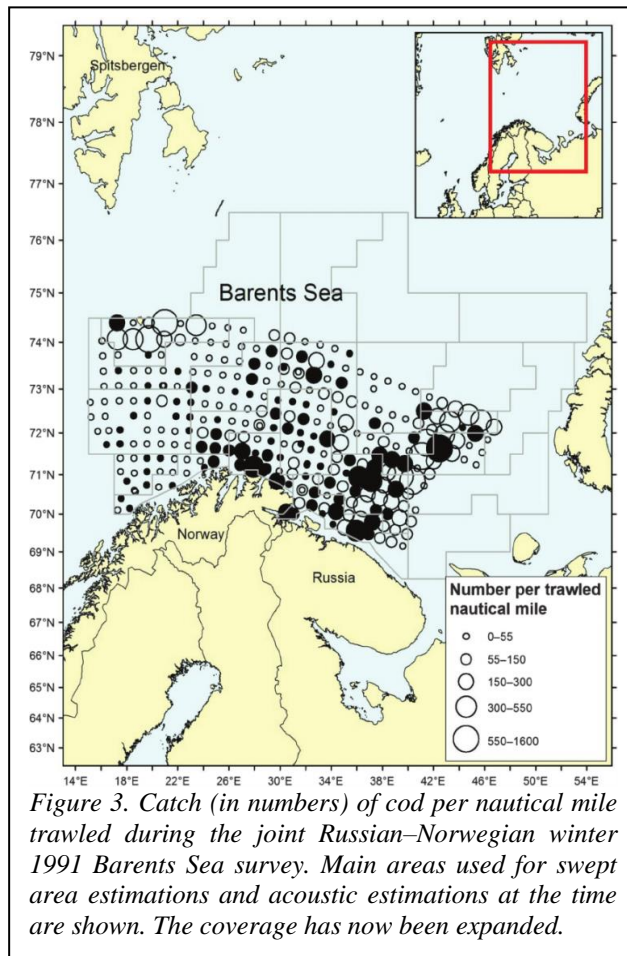 79°N
Spitsbergen
78°N
77°N
76°N
75°N
Barents Sea
74°N
73°N
72°N
71°N
70°N
Norway
69°N
Russia
68°N
67°N
66°N
65°N
64°N
63°N
Number per trawled
nautical mile
0–55
55–150
150–300
300–550
550–1600
14°E 18°E 22°E 26°E 30°E 34°E 38°E 42°E 46°E 50°E 54°E
Figure 3. Catch (in numbers) of cod per nautical mile
trawled during the joint Russian–Norwegian winter
1991 Barents Sea survey. Main areas used for swept
area estimations and acoustic estimations at the time
are shown. The coverage has now been expanded.